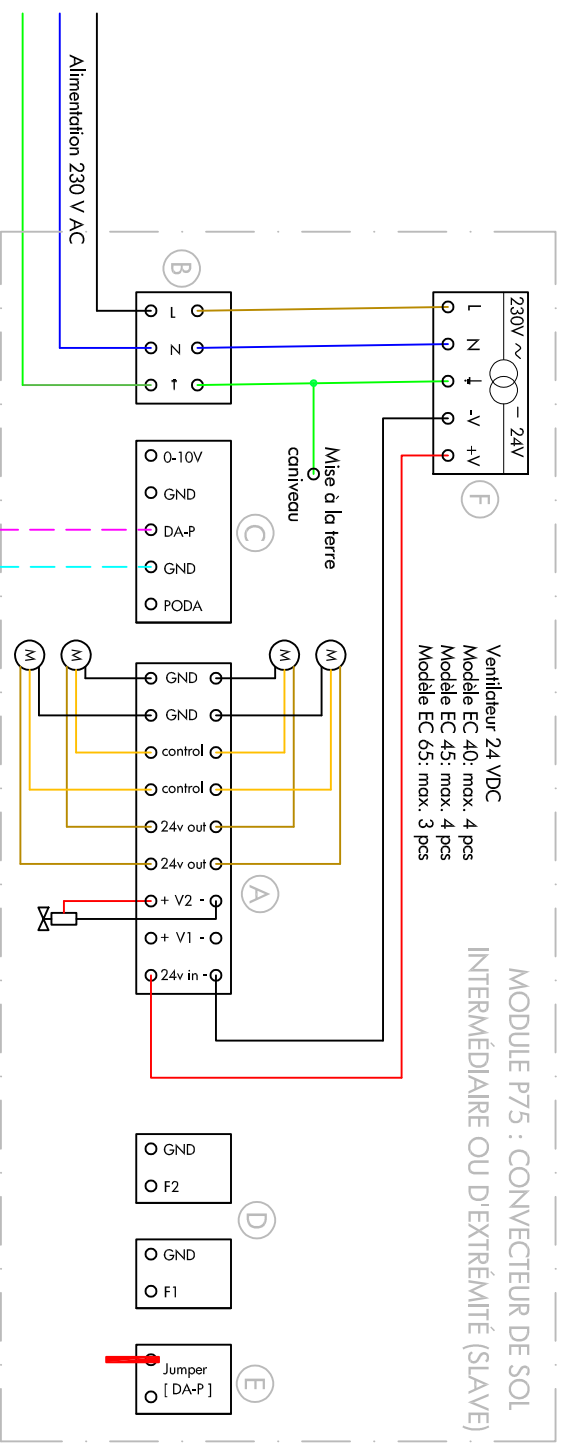 Alimentation 230 V AC
B
L
N
230V ~ – 24V
L
N
-V
+V
F
Mise à la terre
caniveau
C
0-10V
GND
DA-P
GND
PODA
Ventilateur 24 VDC
Modèle EC 40: max. 4 pcs
Modèle EC 45: max. 4 pcs
Modèle EC 65: max. 3 pcs
M
M
M
M
A
GND
GND
control
control
24v out
24v out
+ V2 -
+ V1 -
24v in -
MODULE P75 : CONVECTEUR DE SOL
INTERMÉDIAIRE OU D'EXTRÉMITÉ (SLAVE)
D
GND
F2
GND
F1
E
Jumper
[ DA-P ]